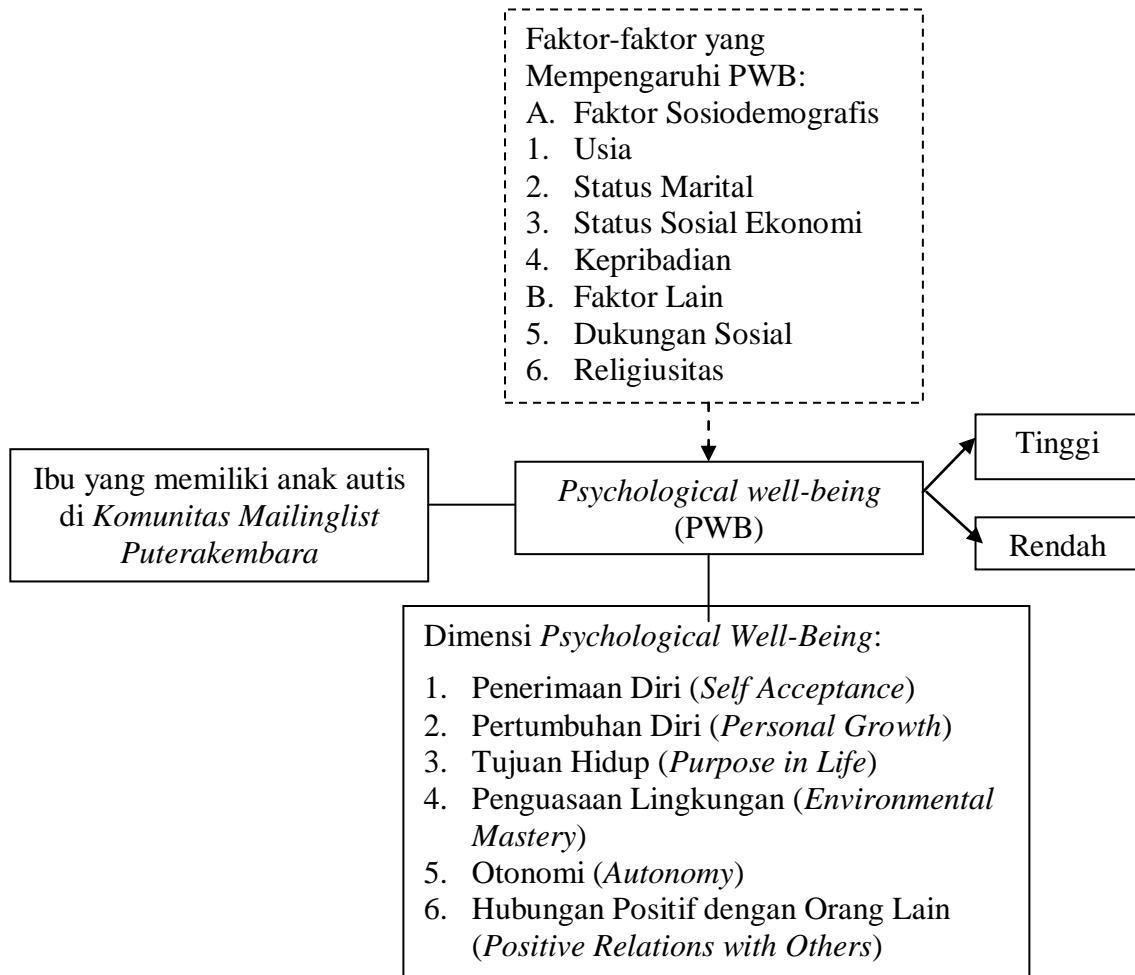 Faktor-faktor yang
Mempengaruhi PWB:
A. Faktor Sosiodemografis
1. Usia
2. Status Marital
3. Status Sosial Ekonomi
4. Kepribadian
B. Faktor Lain
5. Dukungan Sosial
6. Religiusitas
Ibu yang memiliki anak autis
di Komunitas Mailinglist
Puterakembara
Psychological well-being
(PWB)
Tinggi
Rendah
Dimensi Psychological Well-Being:
1. Penerimaan Diri (Self Acceptance)
2. Pertumbuhan Diri (Personal Growth)
3. Tujuan Hidup (Purpose in Life)
4. Penguasaan Lingkungan (Environmental
Mastery)
5. Otonomi (Autonomy)
6. Hubungan Positif dengan Orang Lain
(Positive Relations with Others)